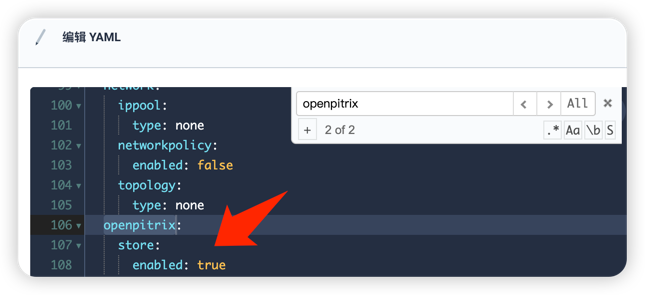 编辑 YAML
openpitrix
All
+ 2 of 2
.* Aa \b S
network:
100 ippool:
101 type: none
102 networkpolicy:
103 enabled: false
104 topology:
105 type: none
106 openpitrix:
107 store:
108 enabled: true